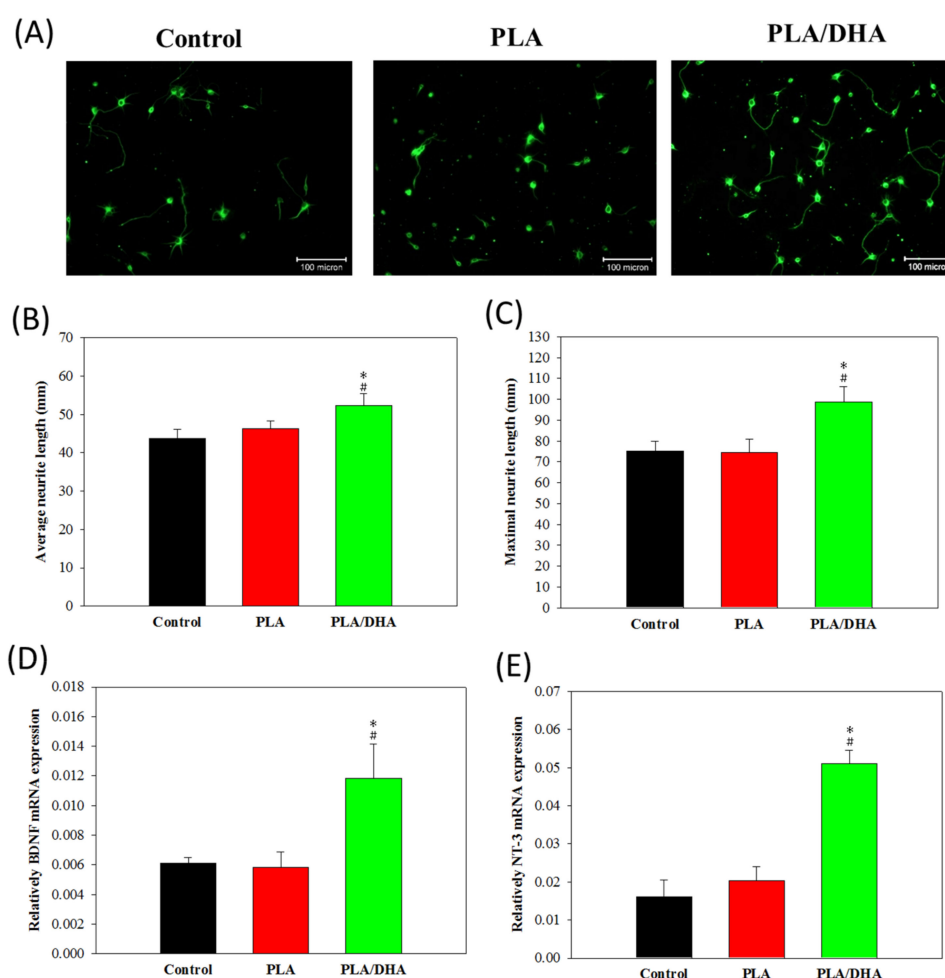 (A)
Control
PLA
PLA/DHA
100 micron
100 micron
100 micron
(B)
Average neurite length (mm)
70
60
50
40
30
20
10
0
*
#
Control
PLA
PLA/DHA
(C)
Maximal neurite length (mm)
130
120
110
100
90
80
70
60
50
40
30
20
10
0
*
#
Control
PLA
PLA/DHA
(D)
Relatively BDNF mRNA expression
0.018
0.016
0.014
0.012
0.010
0.008
0.006
0.004
0.002
0.000
*
#
Control
PLA
PLA/DHA
(E)
Relatively NT-3 mRNA expression
0.07
0.06
0.05
0.04
0.03
0.02
0.01
0.00
*
#
Control
PLA
PLA/DHA